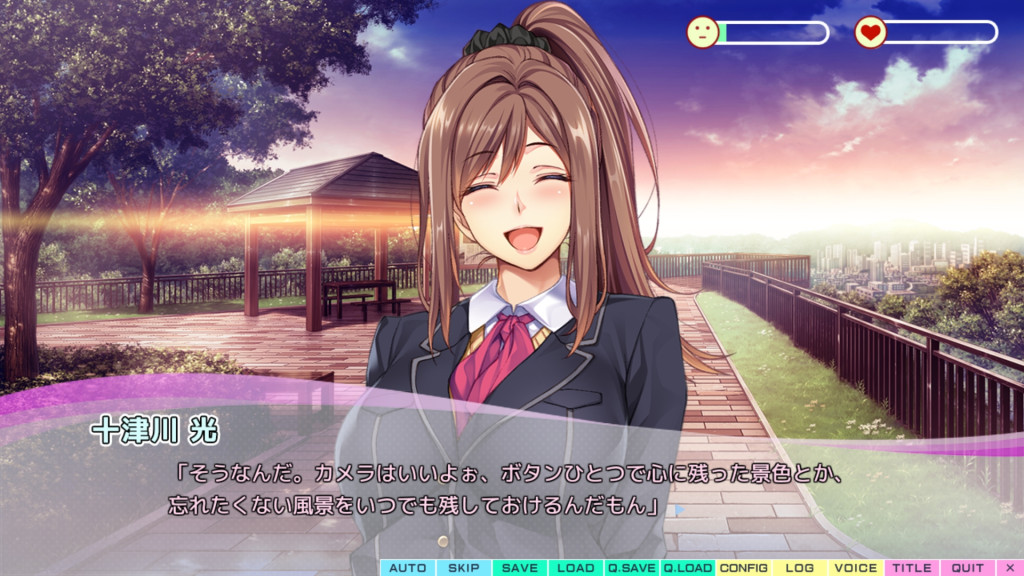 十津川 光
「そうなんだ。カメラはいいよぉ、ボタンひとつで心に残った景色とか、
忘れたくない風景をいつでも残しておけるんだもん」
AUTO SKIP SAVE LOAD Q.SAVE Q.LOAD CONFIG LOG VOICE TITLE QUIT X